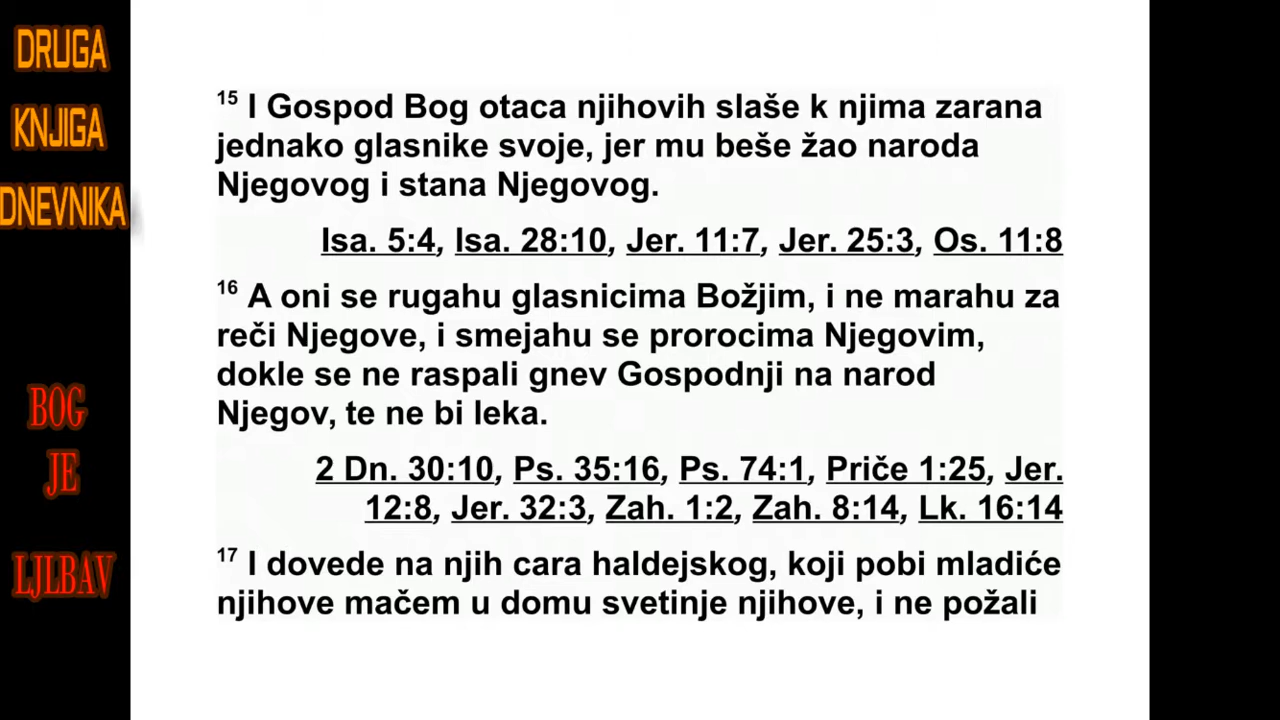 DRUGA
KNJIGA
DNEVNIKA
BOG
JE
LJLBAV
15 I Gospod Bog otaca njihovih slaše k njima zarana
jednako glasnike svoje, jer mu beše žao naroda
Njegovog i stana Njegovog.
Isa. 5:4, Isa. 28:10, Jer. 11:7, Jer. 25:3, Os. 11:8
16 A oni se rugahu glasnicima Božjim, i ne marahu za
reči Njegove, i smejahu se prorocima Njegovim,
dokle se ne raspali gnev Gospodnji na narod
Njegov, te ne bi leka.
2 Dn. 30:10, Ps. 35:16, Ps. 74:1, Priče 1:25, Jer.
12:8, Jer. 32:3, Zah. 1:2, Zah. 8:14, Lk. 16:14
17 I dovede na njih cara haldejskog, koji pobi mladiće
njihove mačem u domu svetinje njihove, i ne požali